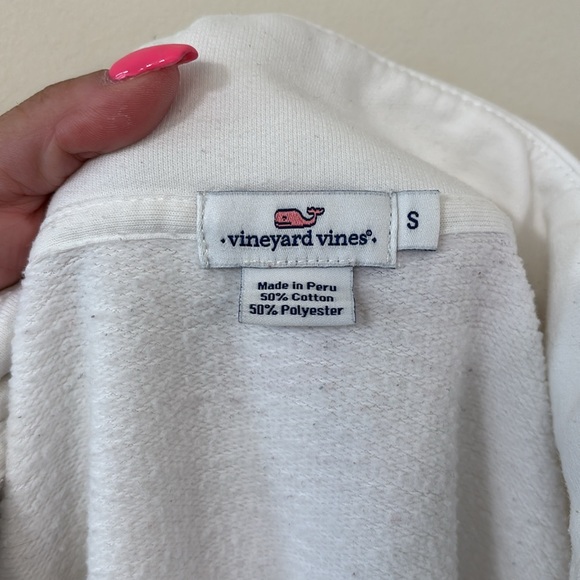 ·vineyard vines®·
S
Made in Peru
50% Cotton
50% Polyester